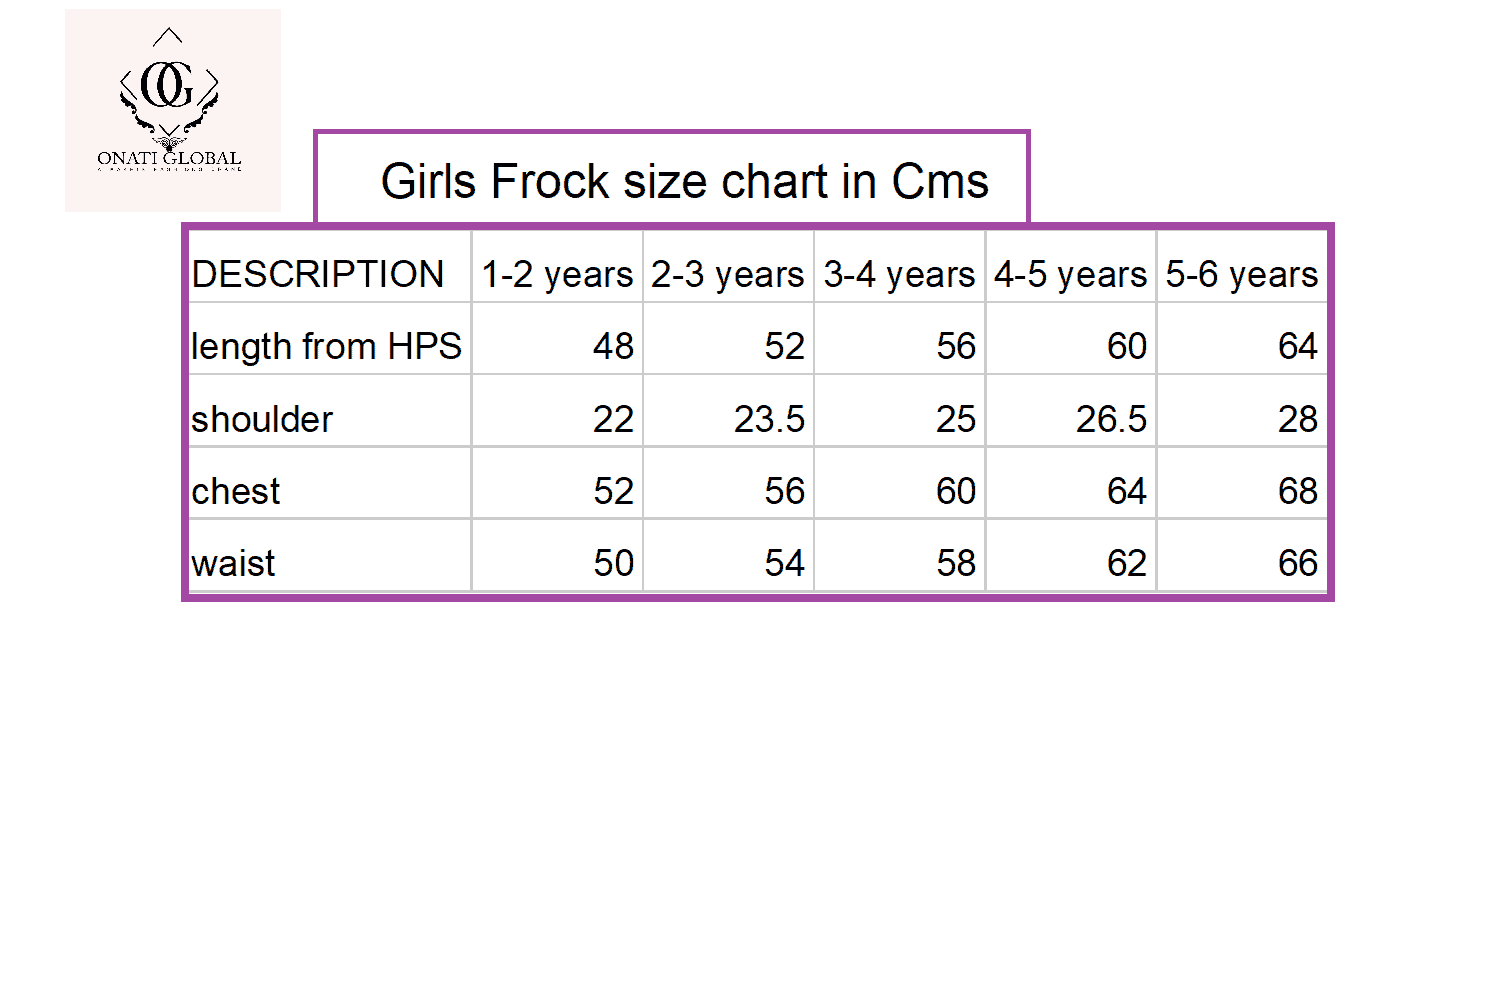 OG
ONATI GLOBAL
Girls Frock size chart in Cms
DESCRIPTION 1-2 years 2-3 years 3-4 years 4-5 years 5-6 years
length from HPS 48 52 56 60 64
shoulder 22 23.5 25 26.5 28
chest 52 56 60 64 68
waist 50 54 58 62 66